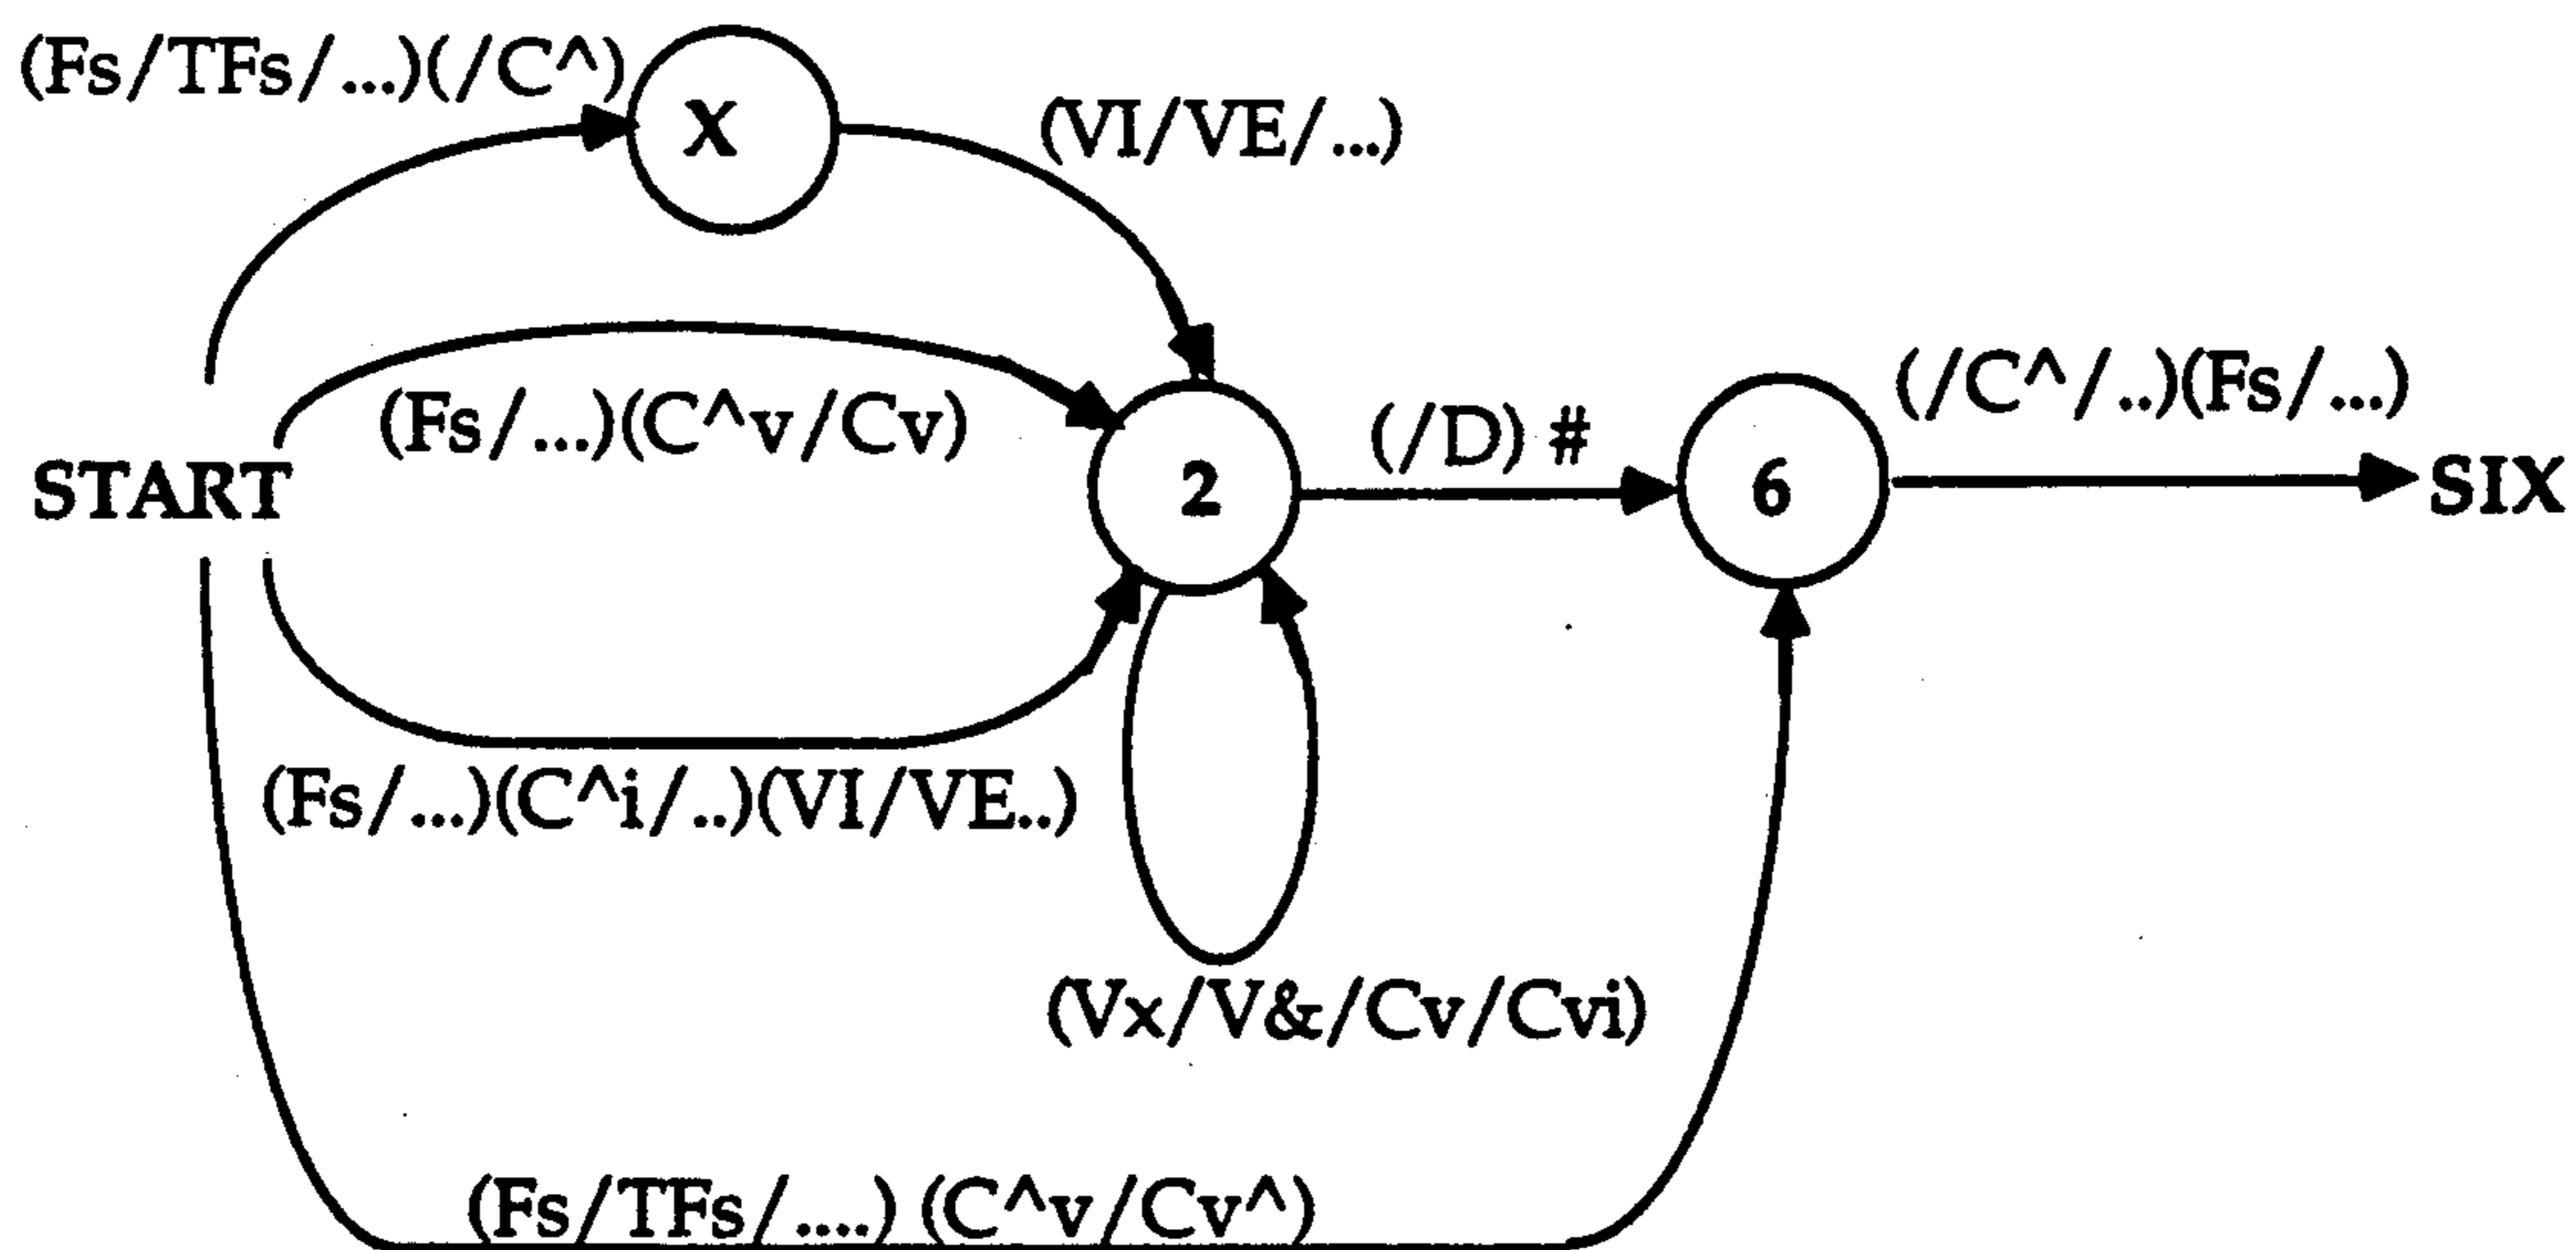 (Fs/TFs/...)(/C^)
X
(VI/VE/...)
(Fs/...)(C^v/Cv)
(/C^/..)(Fs/...)
(/D) #
START
2
6
SIX
(Fs/...)(C^i/..)(VI/VE..)
(Vx/V&/Cv/Cvi)
(Fs/TFs/....) (C^v/Cv^)